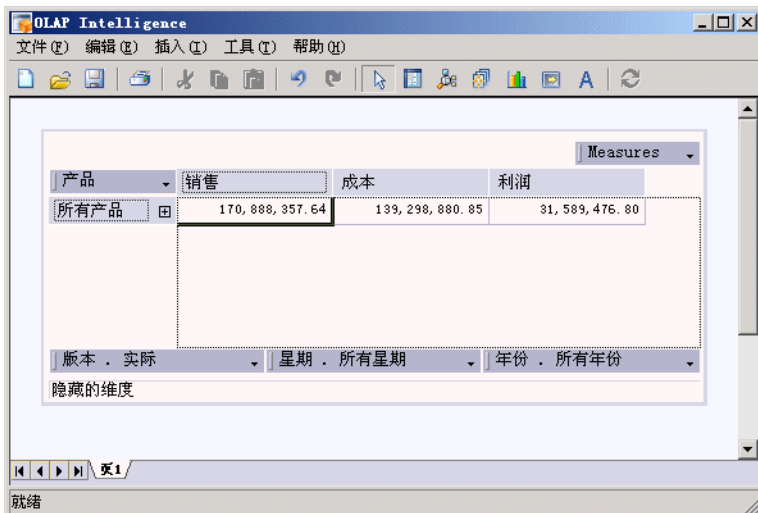 OLAP Intelligence
文件(F) 编辑(E) 插入(I) 工具(T) 帮助(H)
Measures
产品 销售 成本 利润
所有产品 170,888,357.64 139,298,880.85 31,589,476.80
版本 . 实际 星期 . 所有星期 年份 . 所有年份
隐藏的维度
页1
就绪